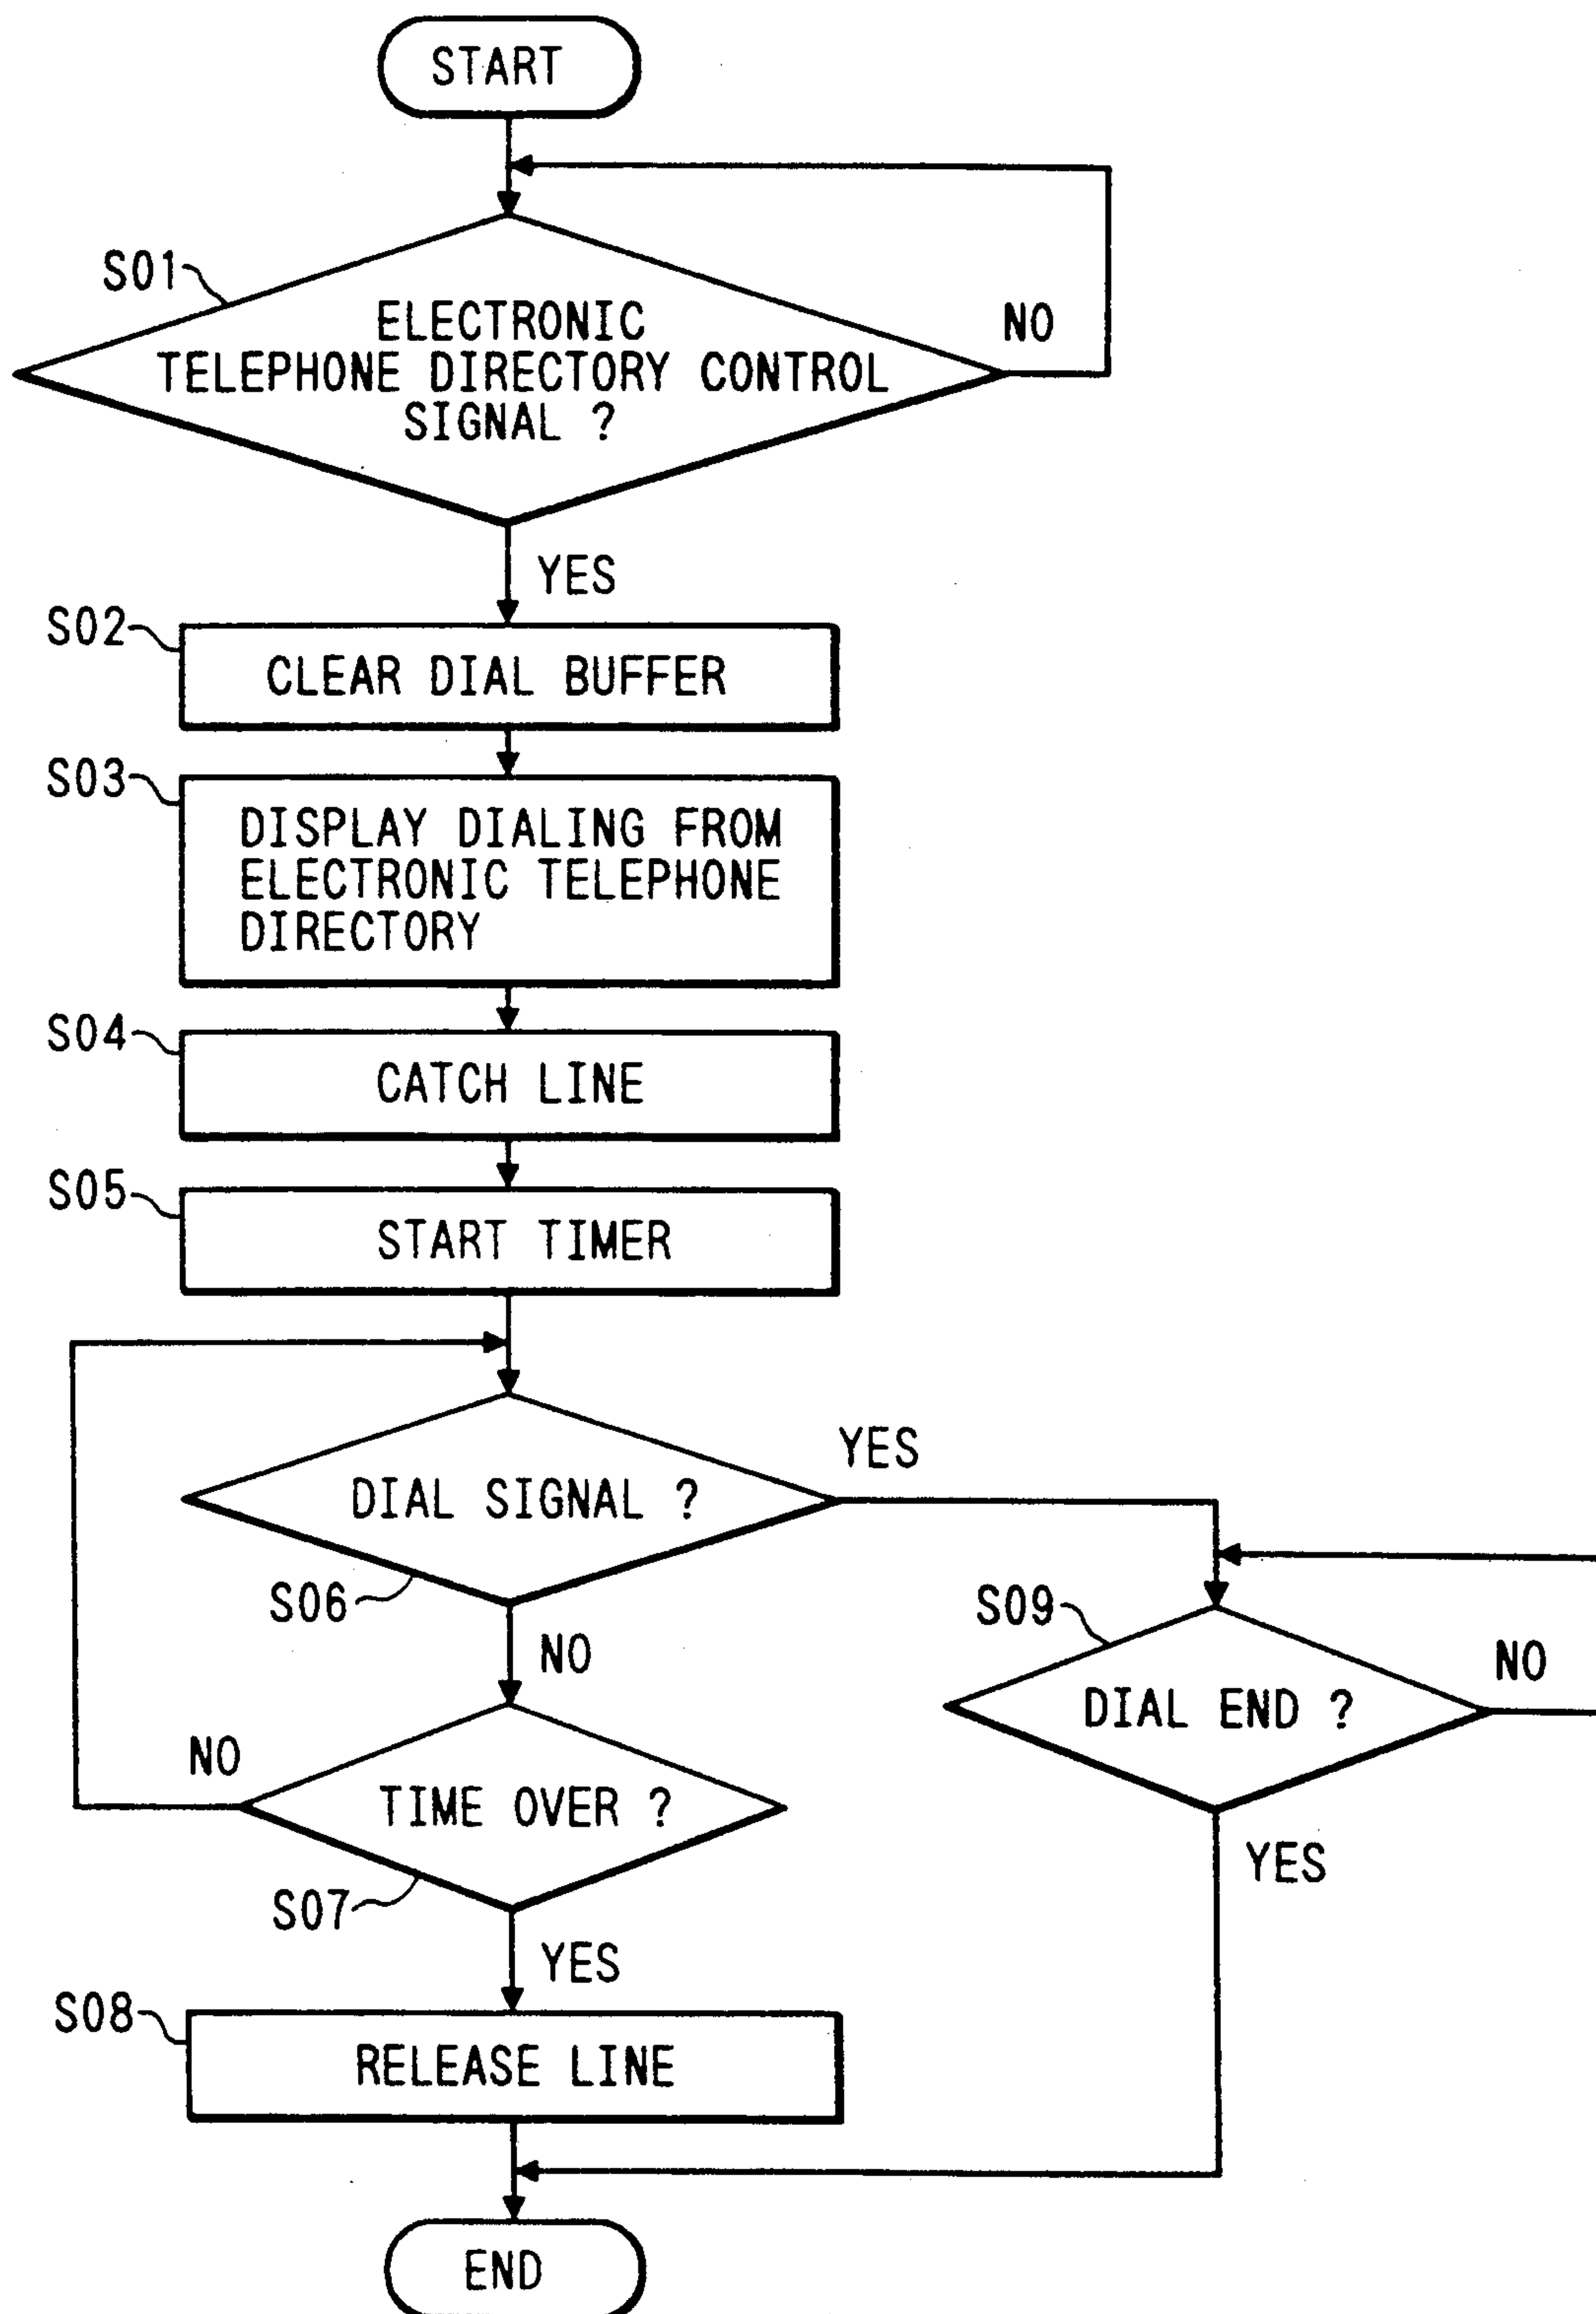 START
S01
ELECTRONIC
TELEPHONE DIRECTORY CONTROL
SIGNAL ?
NO
YES
S02
CLEAR DIAL BUFFER
S03
DISPLAY DIALING FROM
ELECTRONIC TELEPHONE
DIRECTORY
S04
CATCH LINE
S05
START TIMER
DIAL SIGNAL ?
YES
S06
NO
S09
DIAL END ?
NO
YES
TIME OVER ?
NO
S07
YES
S08
RELEASE LINE
END